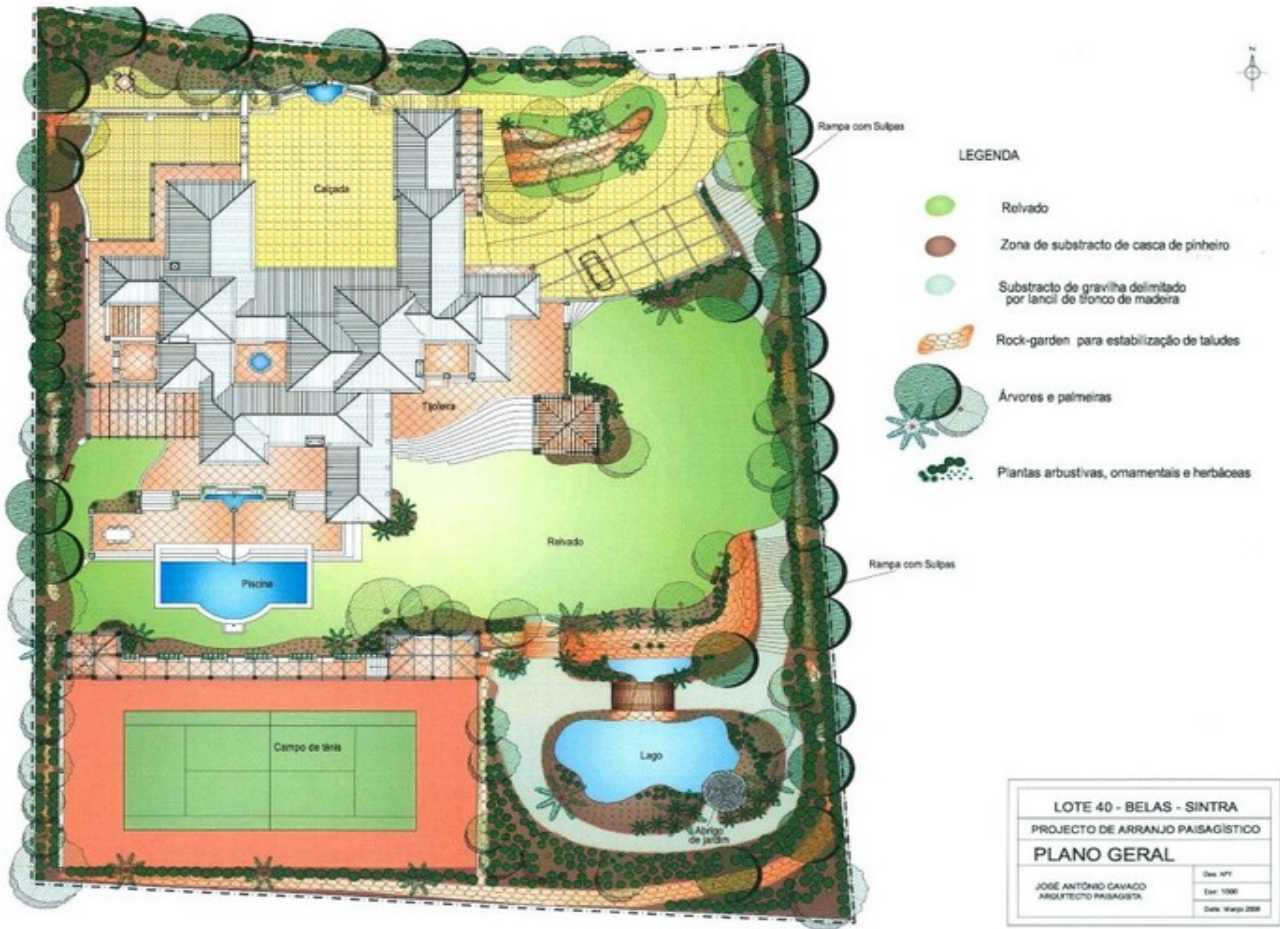 N
Rampa com Sulipas
LEGENDA
Relvado
Zona de substracto de casca de pinheiro
Substracto de gravilha delimitado
por lancil de tronco de madeira
Rock-garden para estabilização de taludes
Árvores e palmeiras
Plantas arbustivas, ornamentais e herbáceas
Calçada
Tijoleira
Relvado
Rampa com Sulipas
Piscina
Campo de ténis
Lago
Abrigo
de jardim
LOTE 40 - BELAS - SINTRA
PROJECTO DE ARRANJO PAISAGÍSTICO
PLANO GERAL
JOSÉ ANTÓNIO CAVACO
ARQUITECTO PAISAGISTA
Data: Março